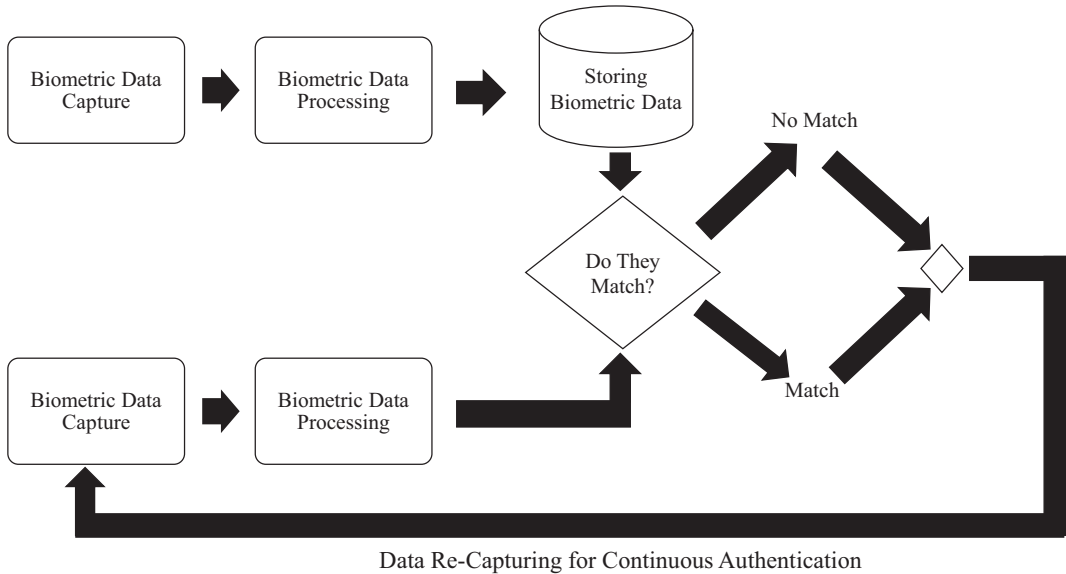 Biometric Data
Capture
Biometric Data
Processing
Storing
Biometric Data
No Match
Do They
Match?
Match
Biometric Data
Capture
Biometric Data
Processing
Data Re-Capturing for Continuous Authentication